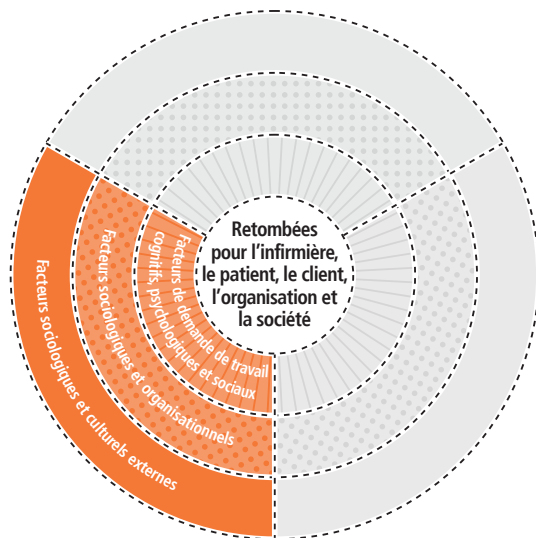 Retombées
pour l'infirmière,
le patient, le client,
l'organisation et
la société
Facteurs de demande de travail
cognitifs, psychologiques et sociaux
Facteurs sociologiques et organisationnels
Facteurs sociologiques et culturels externes